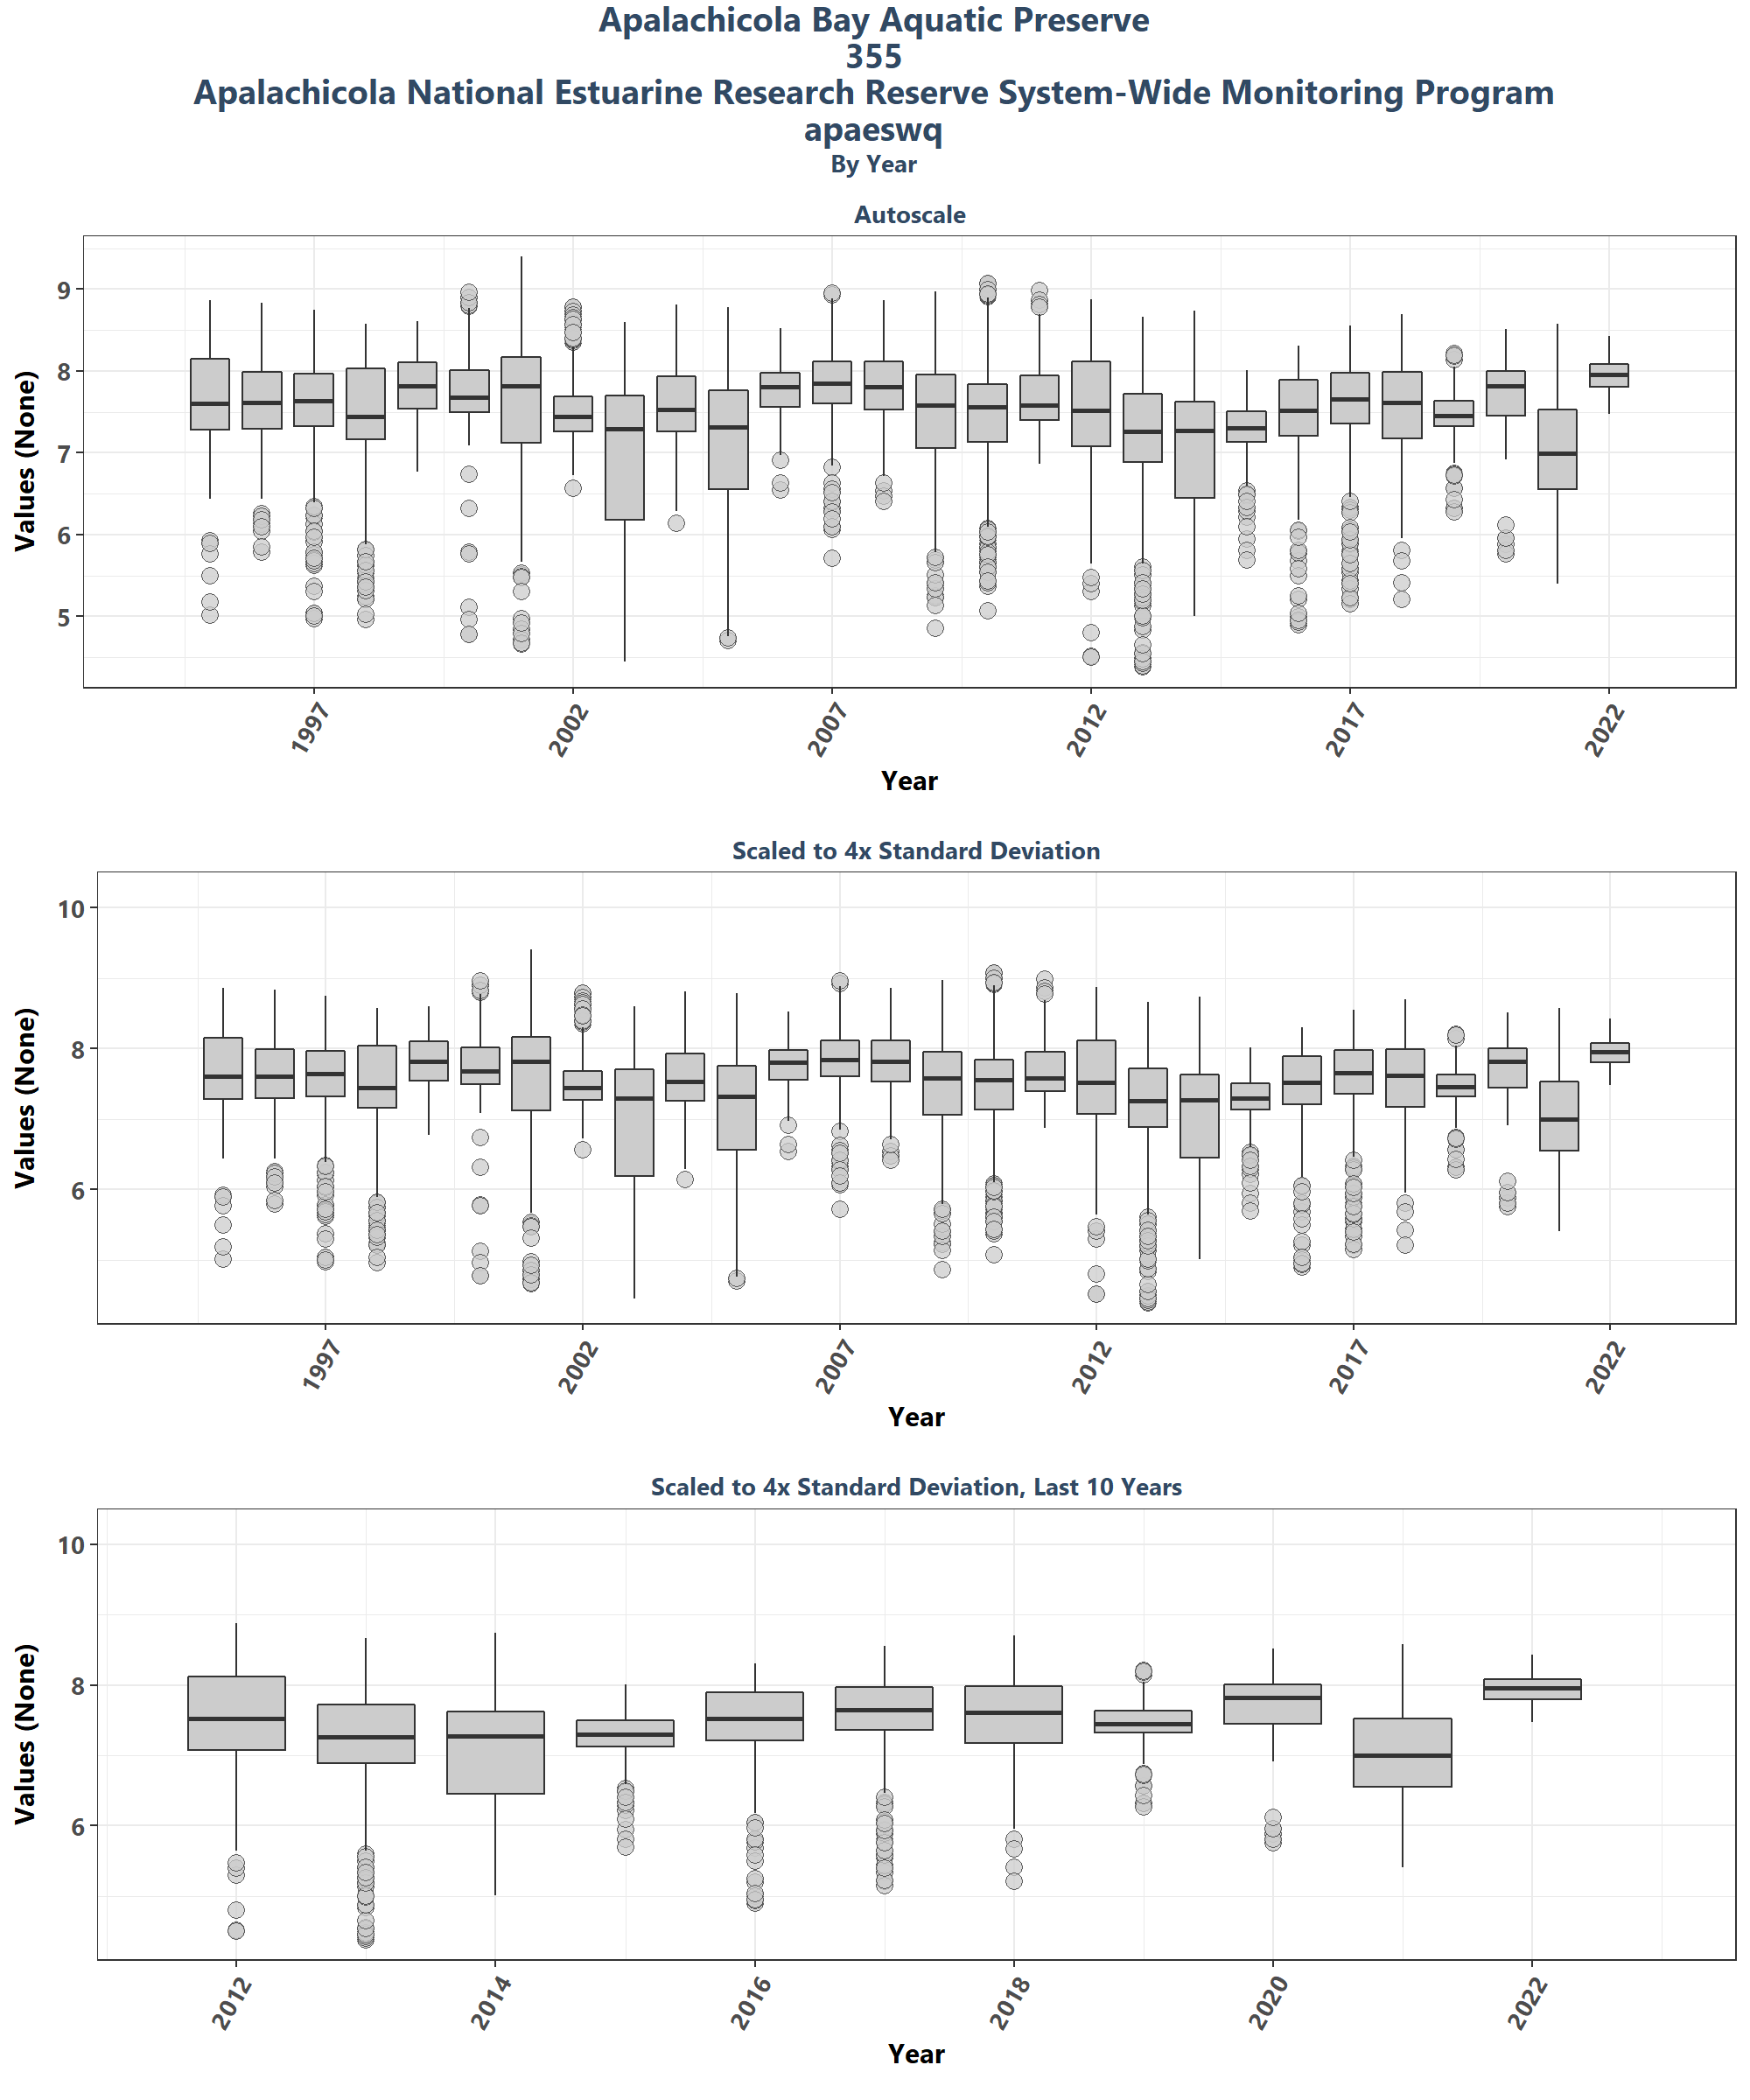 Apalachicola Bay Aquatic Preserve
355
Apalachicola National Estuarine Research Reserve System-Wide Monitoring Program
apaeswq
By Year
Autoscale
Values (None)
9
8
7
6
5
1997
2002
2007
2012
2017
2022
Year
Scaled to 4x Standard Deviation
Values (None)
10
8
6
1997
2002
2007
2012
2017
2022
Year
Scaled to 4x Standard Deviation, Last 10 Years
Values (None)
10
8
6
2012
2014
2016
2018
2020
2022
Year